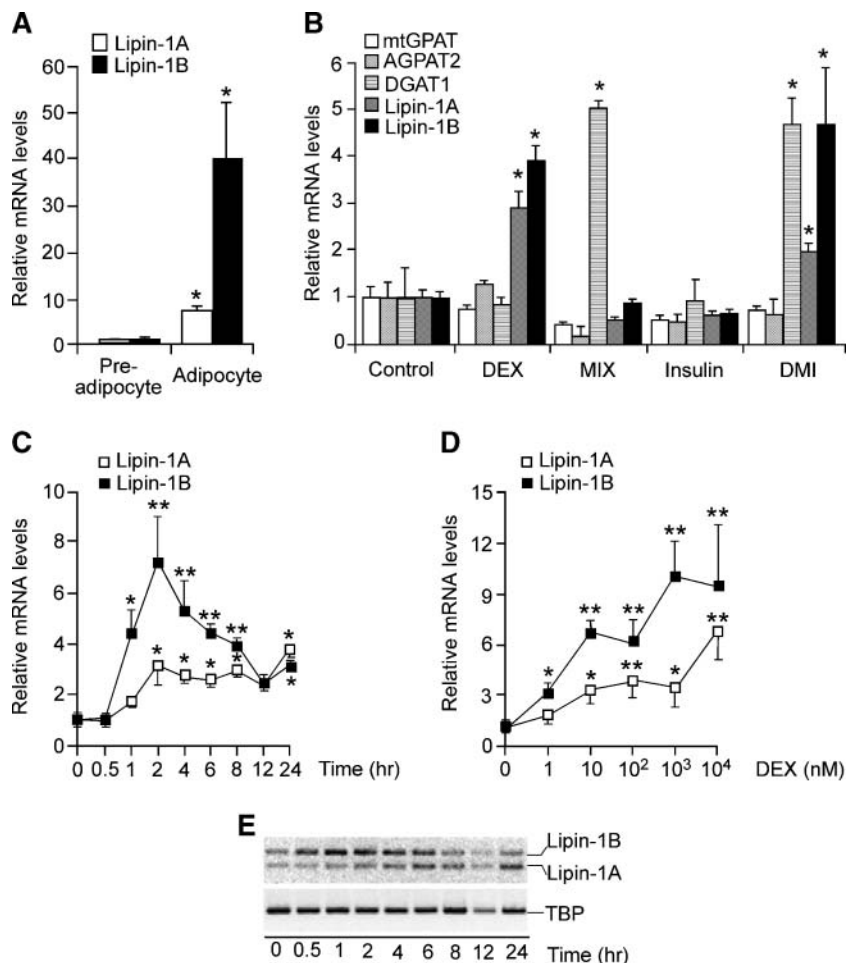 A
Lipin-1A
Lipin-1B
Relative mRNA levels
60
50
40
30
20
10
0
*
*
Pre-
adipocyte
Adipocyte
B
mtGPAT
AGPAT2
DGAT1
Lipin-1A
Lipin-1B
Relative mRNA levels
6
5
4
3
2
1
0
* * * * * *
Control DEX MIX Insulin DMI
C
Lipin-1A
Lipin-1B
Relative mRNA levels
10
8
6
4
2
0
* ** ** ** ** *
* * * * *
0 0.5 1 2 4 6 8 12 24 Time (hr)
D
Lipin-1A
Lipin-1B
Relative mRNA levels
15
12
9
6
3
0
* ** ** ** **
* ** * **
0 1 10 10² 10³ 10⁴ DEX (nM)
E
Lipin-1B
Lipin-1A
TBP
0 0.5 1 2 4 6 8 12 24 Time (hr)